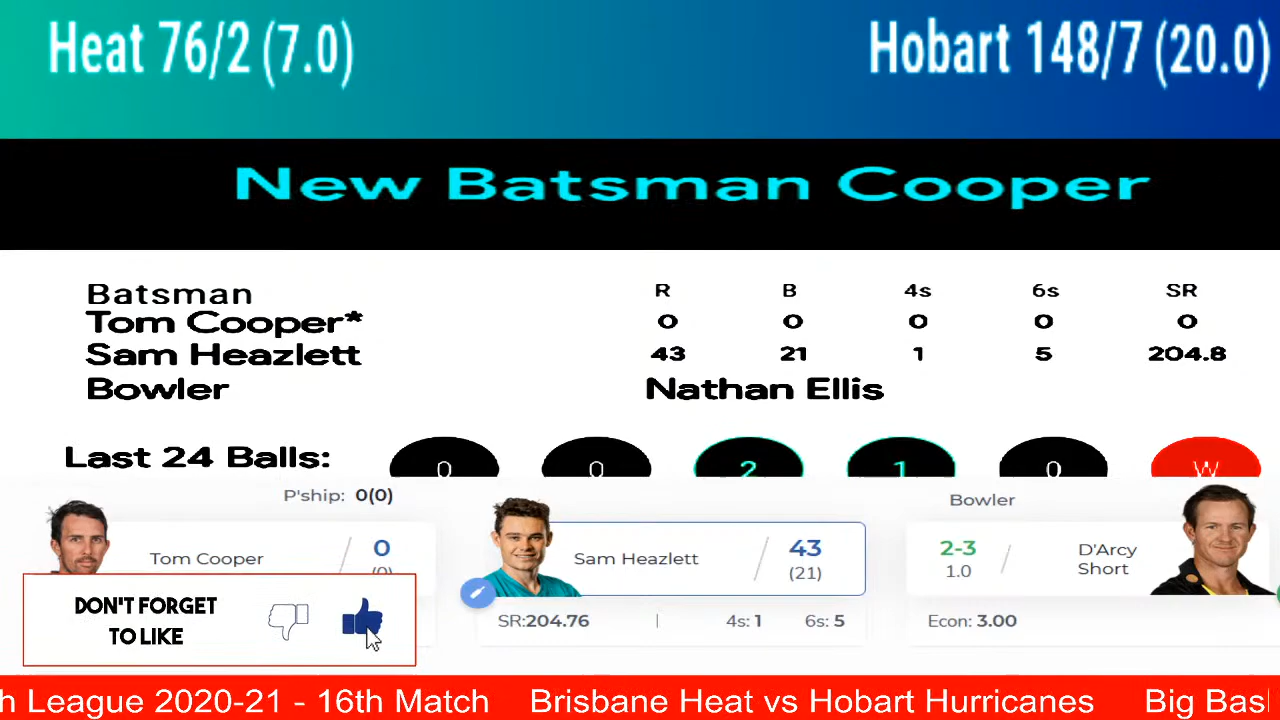 Heat 76/2 (7.0) Hobart 148/7 (20.0)
New Batsman Cooper
Batsman R B 4s 6s SR
Tom Cooper* 0 0 0 0 0
Sam Heazlett 43 21 1 5 204.8
Bowler Nathan Ellis
Last 24 Balls: 0 0 2 1 0 W
P'ship: 0(0) Bowler
Tom Cooper 0 (0)
Sam Heazlett 43 (21)
2-3 1.0 D'Arcy Short
SR:204.76 4s: 1 6s: 5 Econ: 3.00
DON'T FORGET
TO LIKE
h League 2020-21 - 16th Match Brisbane Heat vs Hobart Hurricanes Big Bas